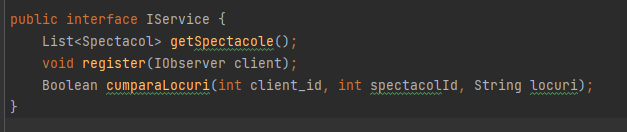 public interface IService {
    List<Spectacol> getSpectacole();
    void register(IObserver client);
    Boolean cumparaLocuri(int client_id, int spectacolId, String locuri);
}